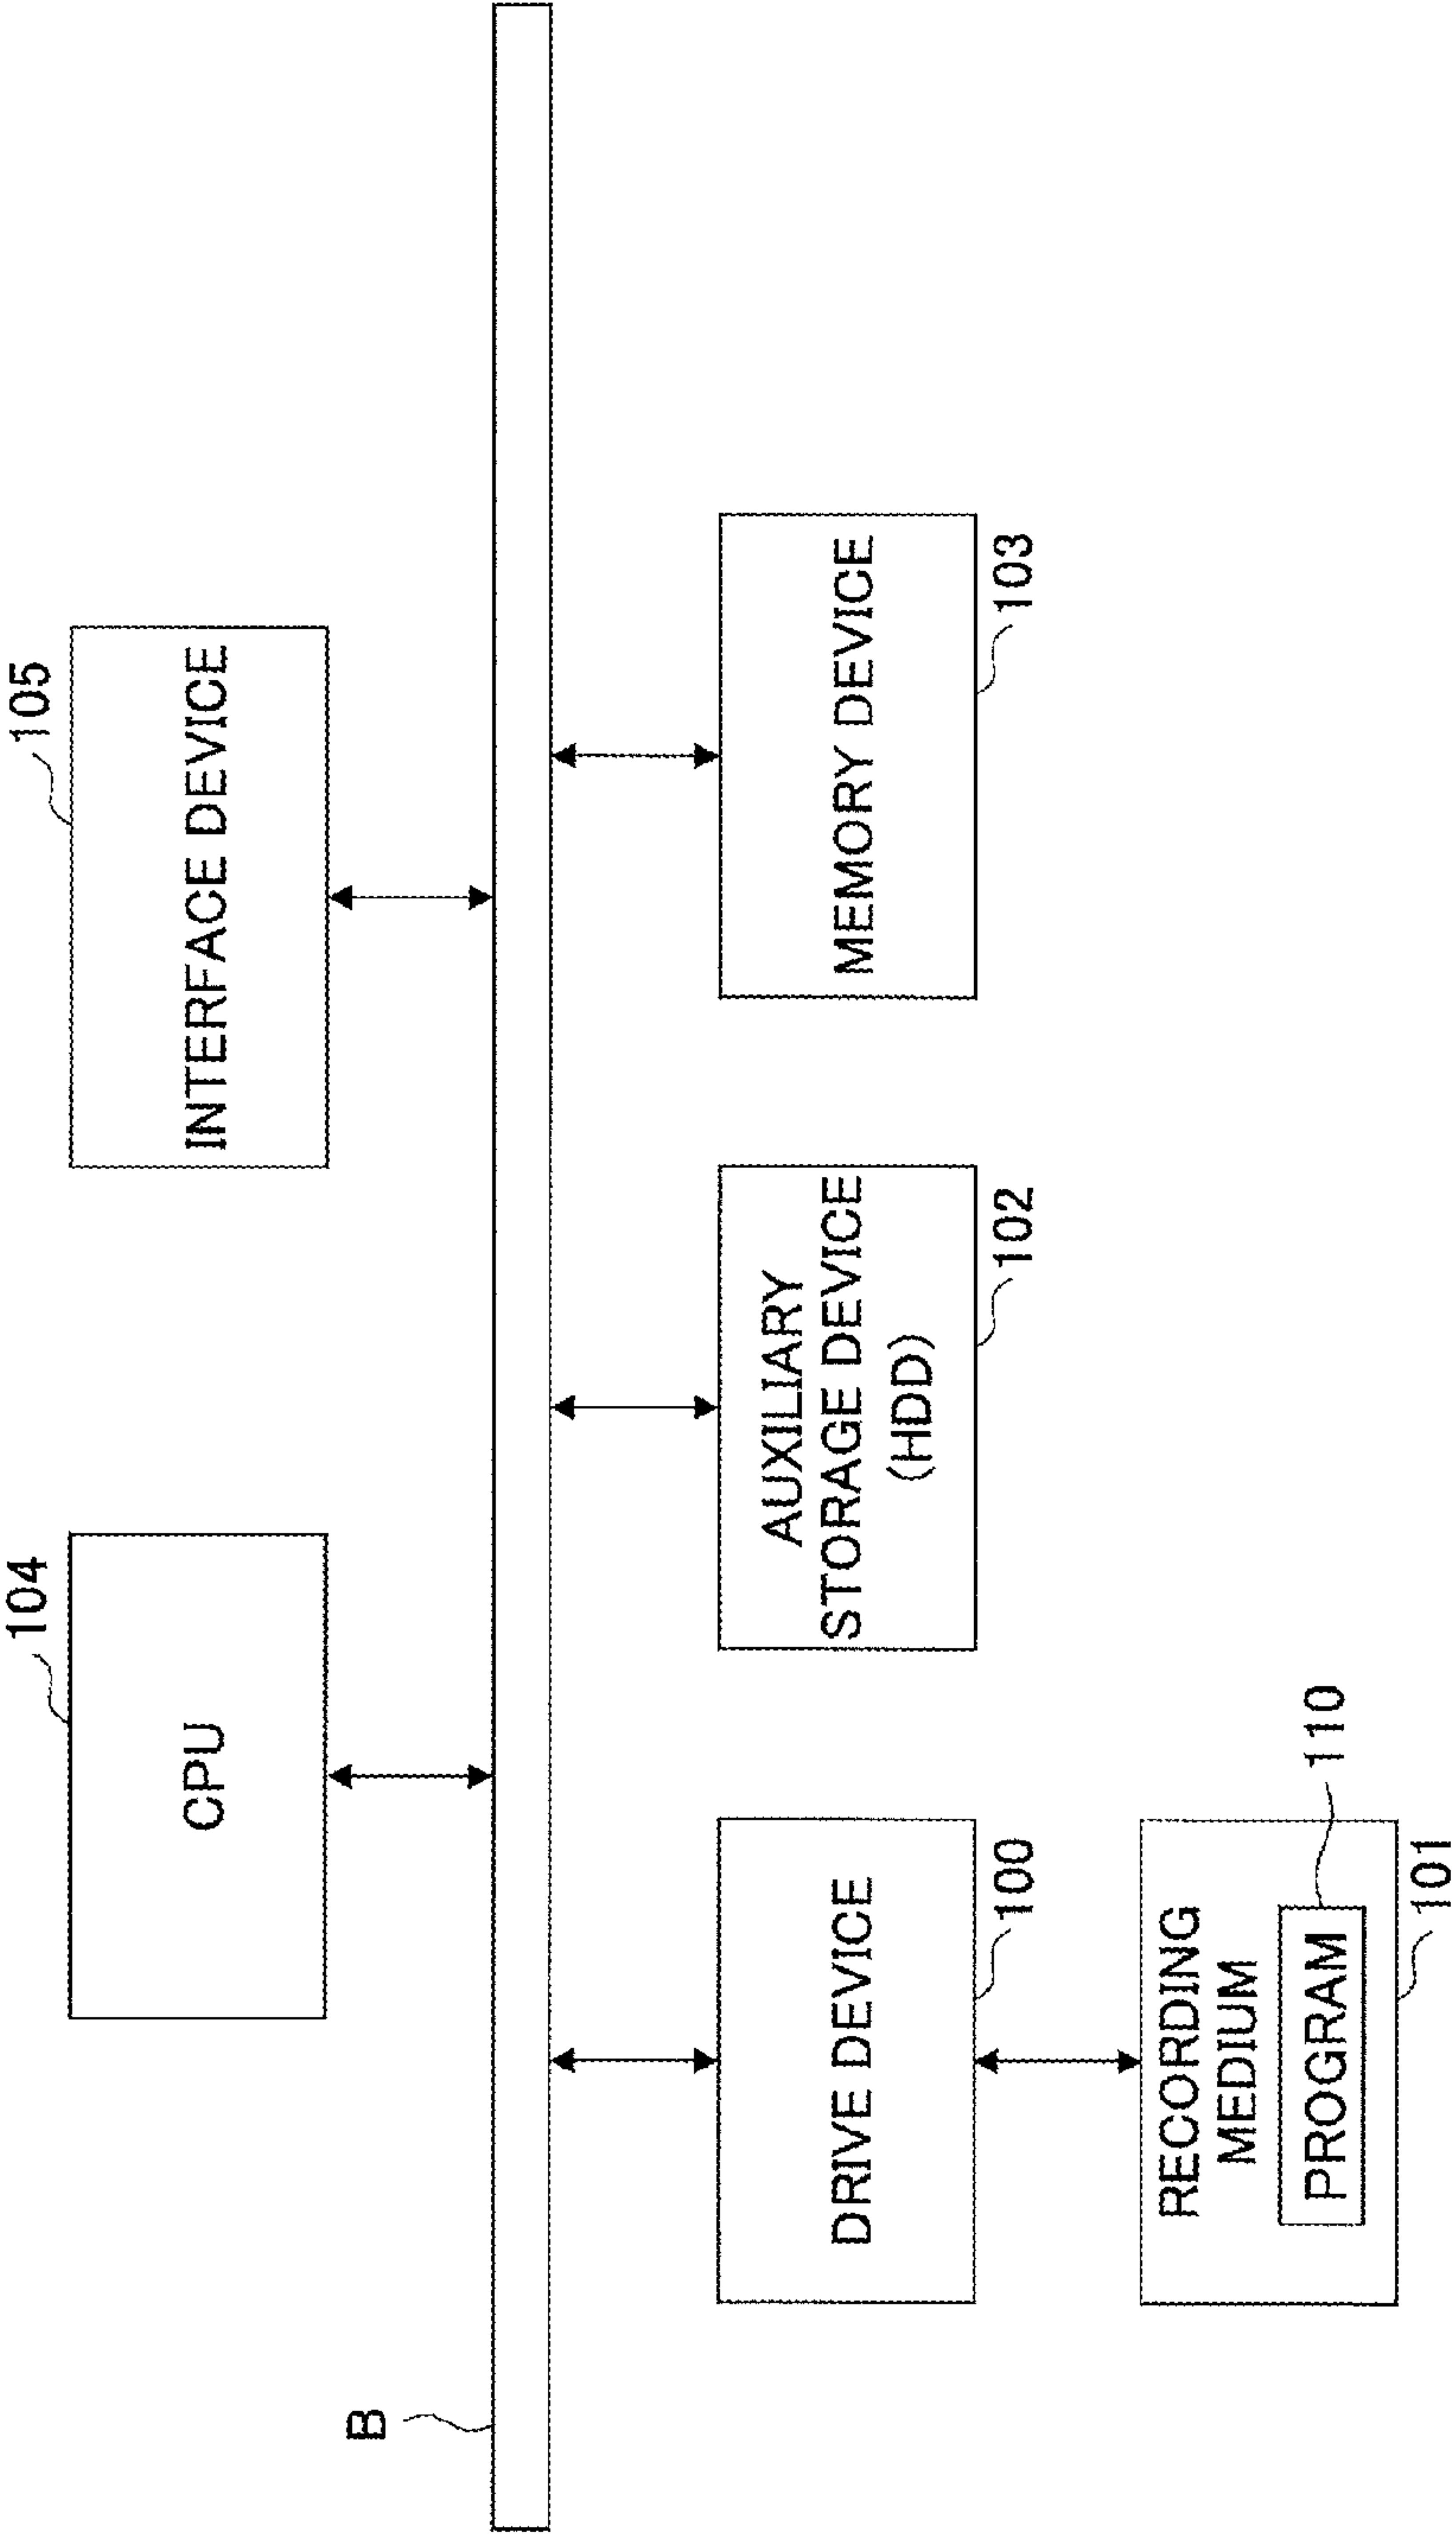 104
CPU
105
INTERFACE DEVICE
B
DRIVE DEVICE
100
AUXILIARY
STORAGE DEVICE
(HDD)
102
MEMORY DEVICE
103
RECORDING
MEDIUM
PROGRAM
110
101